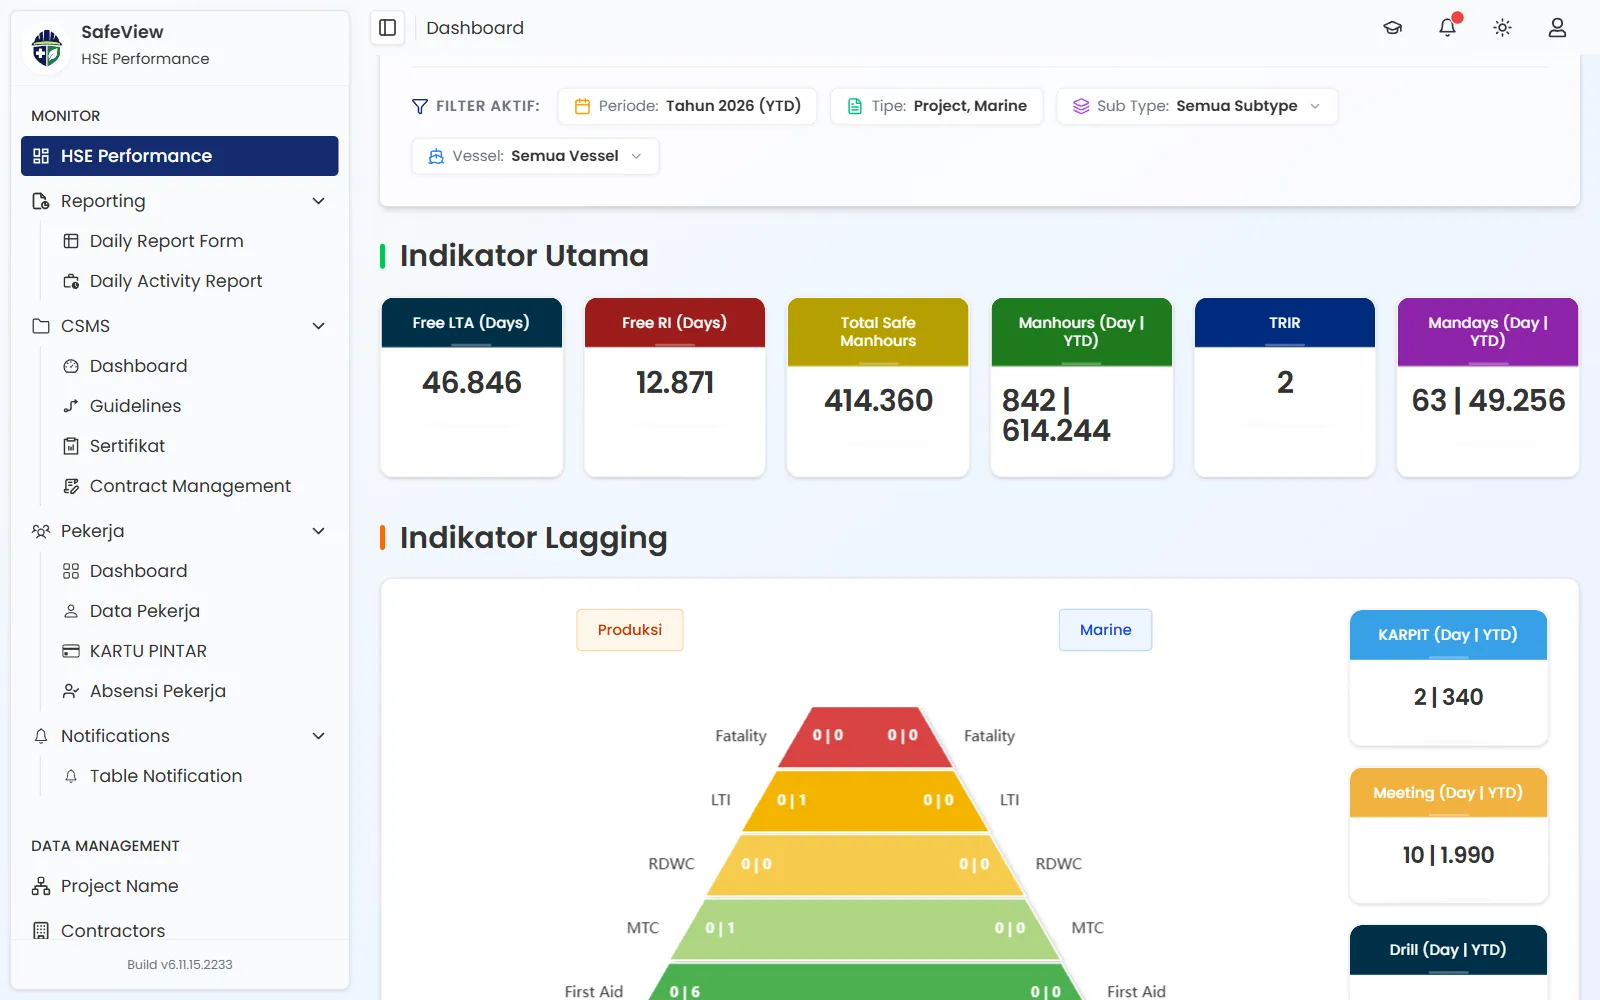 SafeView
HSE Performance
MONITOR
HSE Performance
Reporting
Daily Report Form
Daily Activity Report
CSMS
Dashboard
Guidelines
Sertifikat
Contract Management
Pekerja
Dashboard
Data Pekerja
KARTU PINTAR
Absensi Pekerja
Notifications
Table Notification
DATA MANAGEMENT
Project Name
Contractors
Build v6.11.15.2233
Dashboard
FILTER AKTIF:
Periode: Tahun 2026 (YTD)
Tipe: Project, Marine
Sub Type: Semua Subtype
Vessel: Semua Vessel
Indikator Utama
Free LTA (Days)
46.846
Free RI (Days)
12.871
Total Safe
Manhours
414.360
Manhours (Day |
YTD)
842 |
614.244
TRIR
2
Mandays (Day |
YTD)
63 | 49.256
Indikator Lagging
Produksi
Marine
Fatality 0 | 0 0 | 0 Fatality
LTI 0 | 1 0 | 0 LTI
RDWC 0 | 0 0 | 0 RDWC
MTC 0 | 1 0 | 0 MTC
First Aid 0 | 6 0 | 0 First Aid
KARPIT (Day | YTD)
2 | 340
Meeting (Day | YTD)
10 | 1.990
Drill (Day | YTD)